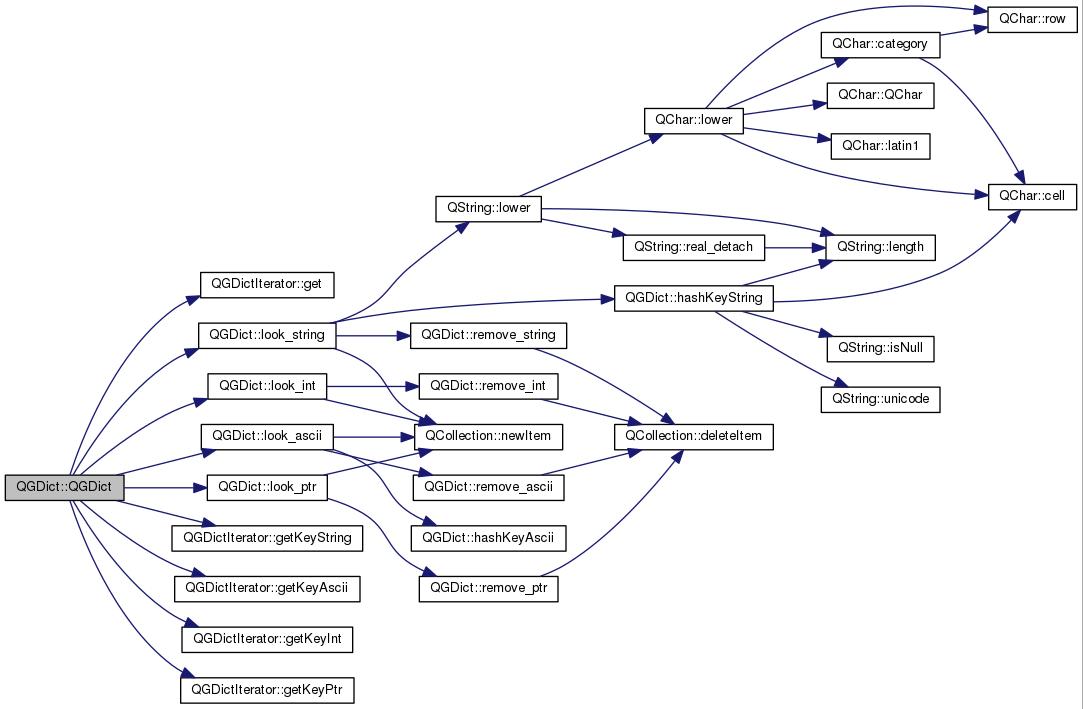 QChar::row
QChar::category
QChar::QChar
QChar::lower
QChar::latin1
QChar::cell
QString::lower
QString::real_detach
QString::length
QGDictIterator::get
QGDict::hashKeyString
QGDict::look_string
QGDict::remove_string
QString::isNull
QGDict::look_int
QGDict::remove_int
QString::unicode
QGDict::look_ascii
QCollection::newItem
QCollection::deleteItem
QGDict::QGDict
QGDict::look_ptr
QGDict::remove_ascii
QGDictIterator::getKeyString
QGDict::hashKeyAscii
QGDictIterator::getKeyAscii
QGDict::remove_ptr
QGDictIterator::getKeyInt
QGDictIterator::getKeyPtr